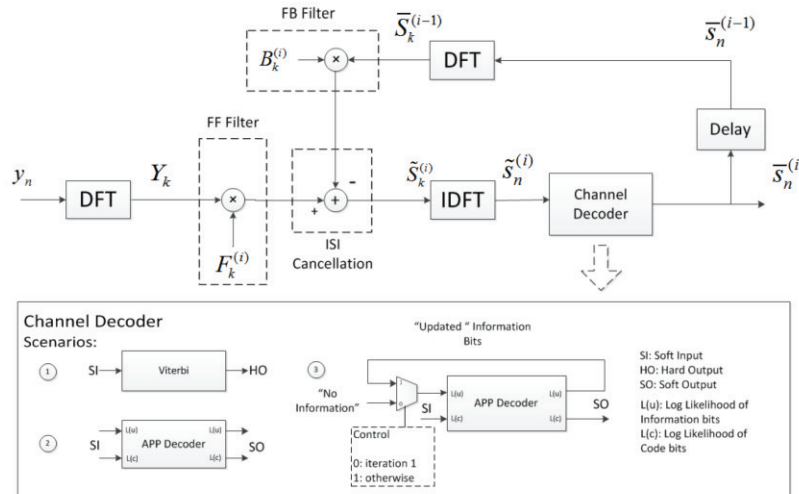 FB Filter
S̅_k^(i-1)
s̅_n^(i-1)
B_k^(i)
×
DFT
FF Filter
Delay
y_n
Y_k
-
S̃_k^(i)
s̃_n^(i)
s̅_n^(i
DFT
×
+
+
IDFT
Channel
Decoder
F_k^(i)
ISI
Cancellation
Channel Decoder
Scenarios:
1
SI
Viterbi
HO
2
SI
L(u)
L(c)
APP Decoder
L(u)
L(c)
SO
3
"Updated " Information
Bits
"No
Information"
1
0
SI
L(u)
L(c)
APP Decoder
L(u)
L(c)
SO
Control
0: iteration 1
1: otherwise
SI: Soft Input
HO: Hard Output
SO: Soft Output
L(u): Log Likelihood of
Information bits
L(c): Log Likelihood of
Code bits